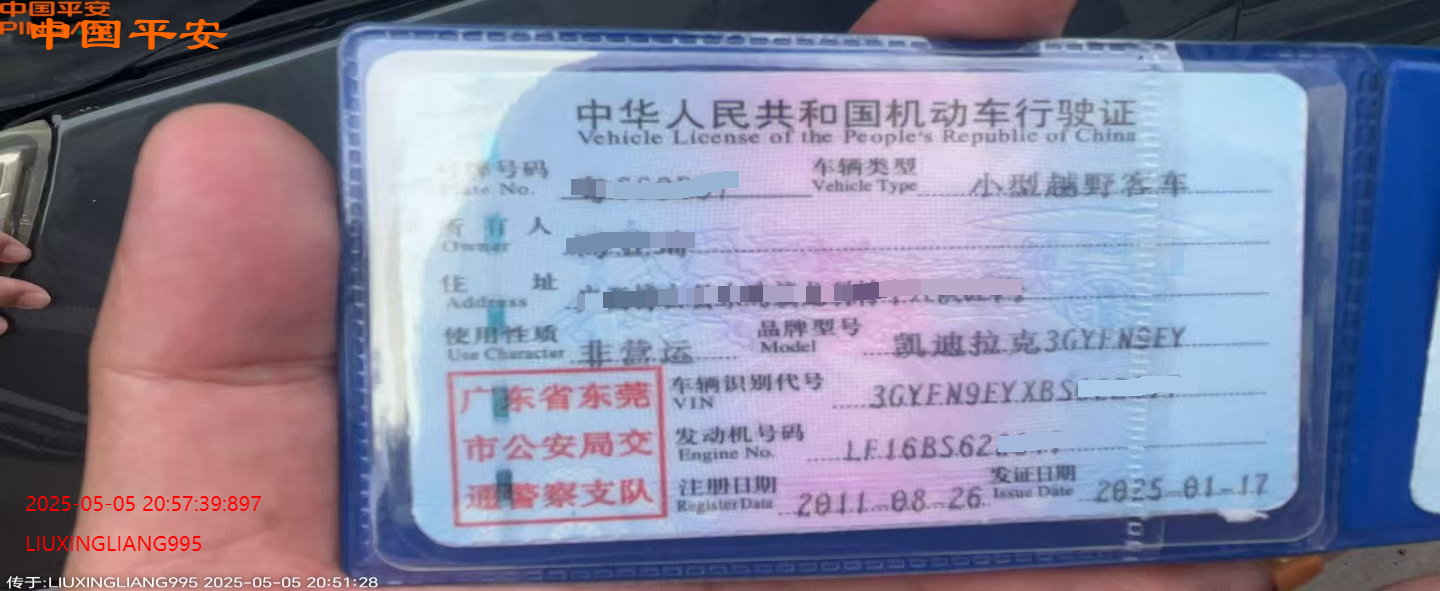 中国平安
PINGAN
中国平安
中华人民共和国机动车行驶证
Vehicle License of the People's Republic of China
号牌号码 车辆类型 小型越野客车
Plate No. Vehicle Type
所有人
Owner
住址
Address
使用性质 非营运 品牌型号 凯迪拉克3GYFN9EY
Use Character Model
广东省东莞
市公安局交
通警察支队
车辆识别代号 3GYFN9EYXBS
VIN
发动机号码 LF16BS62
Engine No.
注册日期 2011-08-26 发证日期 2025-01-17
Register Date Issue Date
2025-05-05 20:57:39:897
LIUXINGLIANG995
传于:LIUXINGLIANG995 2025-05-05 20:51:28